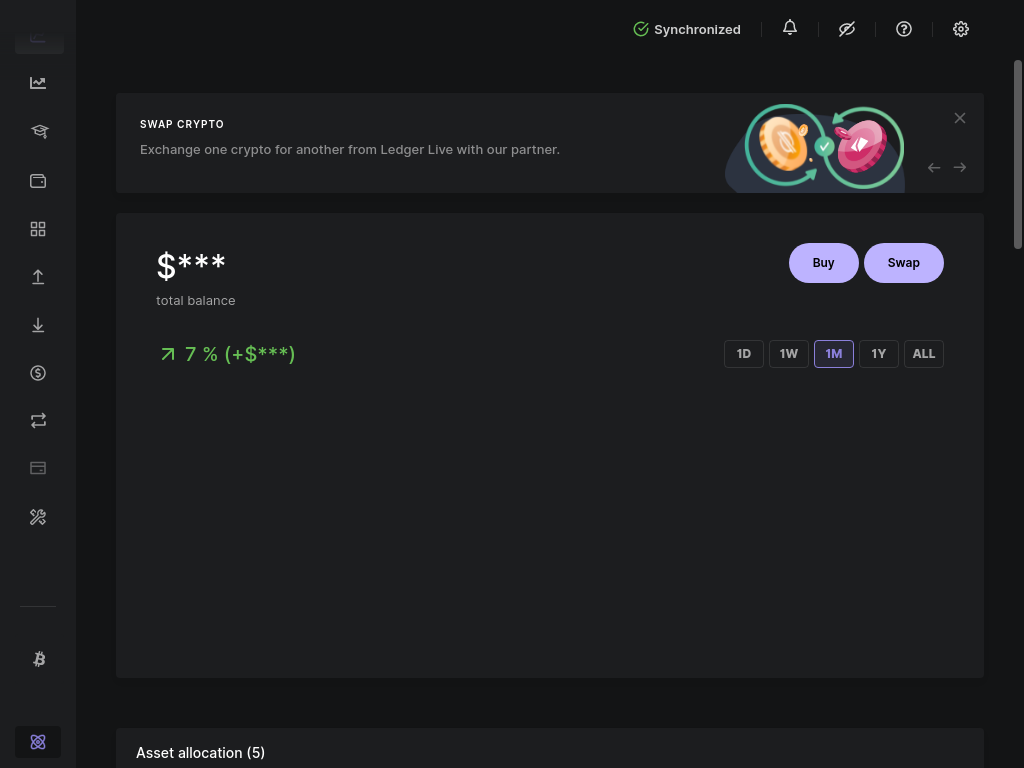 Synchronized
SWAP CRYPTO
Exchange one crypto for another from Ledger Live with our partner.
$***
total balance
Buy
Swap
7 % (+$***)
1D
1W
1M
1Y
ALL
Asset allocation (5)